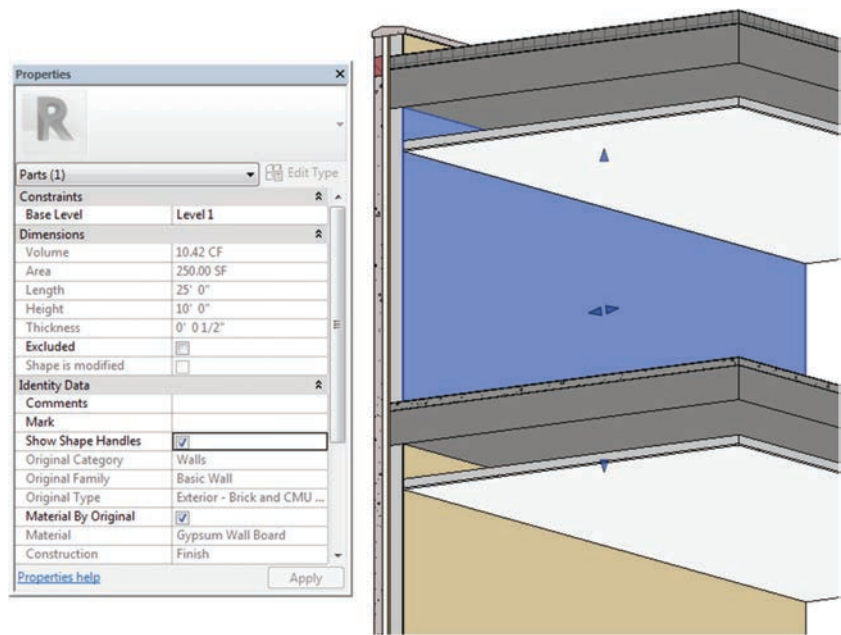 Properties
R
Parts (1)
Edit Type
Constraints
Base Level Level 1
Dimensions
Volume 10.42 CF
Area 250.00 SF
Length 25' 0"
Height 10' 0"
Thickness 0' 0 1/2"
Excluded
Shape is modified
Identity Data
Comments
Mark
Show Shape Handles
Original Category Walls
Original Family Basic Wall
Original Type Exterior - Brick and CMU ...
Material By Original
Material Gypsum Wall Board
Construction Finish
Properties help Apply